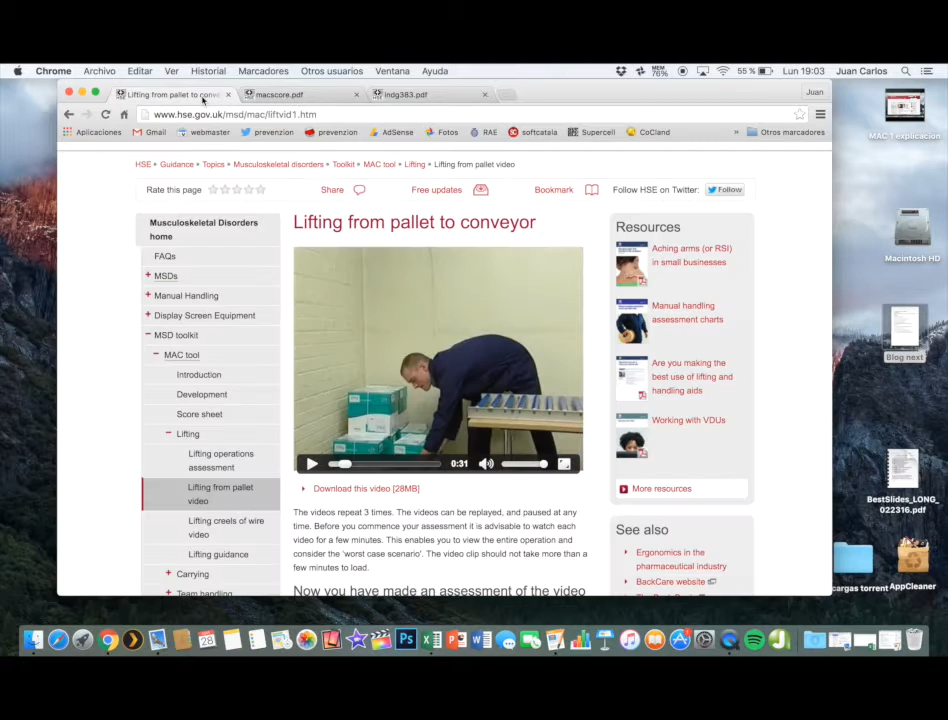 Chrome Archivo Editar Ver Historial Marcadores Otros usuarios Ventana Ayuda MEM 76% 55 % Lun 19:03 Juan Carlos
Lifting from pallet to conve macscore.pdf indg383.pdf Juan
www.hse.gov.uk/msd/mac/liftvid1.htm
Aplicaciones Gmail webmaster prevenzion prevenzion AdSense Fotos RAE softcatala Supercell CoCland » Otros marcadores
HSE Guidance Topics Musculoskeletal disorders Toolkit MAC tool Lifting Lifting from pallet video
Rate this page Share Free updates Bookmark Follow HSE on Twitter: Follow
Musculoskeletal Disorders
home
FAQs
+ MSDs
+ Manual Handling
+ Display Screen Equipment
− MSD toolkit
− MAC tool
Introduction
Development
Score sheet
− Lifting
Lifting operations
assessment
Lifting from pallet
video
Lifting creels of wire
video
Lifting guidance
+ Carrying
+ Team handling
Lifting from pallet to conveyor
0:31
Download this video [28MB]
The videos repeat 3 times. The videos can be replayed, and paused at any
time. Before you commence your assessment it is advisable to watch each
video for a few minutes. This enables you to view the entire operation and
consider the 'worst case scenario'. The video clip should not take more than a
few minutes to load.
Now you have made an assessment of the video
Resources
Aching arms (or RSI)
in small businesses
Manual handling
assessment charts
Are you making the
best use of lifting and
handling aids
Working with VDUs
More resources
See also
Ergonomics in the
pharmaceutical industry
BackCare website
MAC 1 explicacion
Macintosh HD
Blog next
BestSlides_LONG_
022316.pdf
cargas torrent
AppCleaner